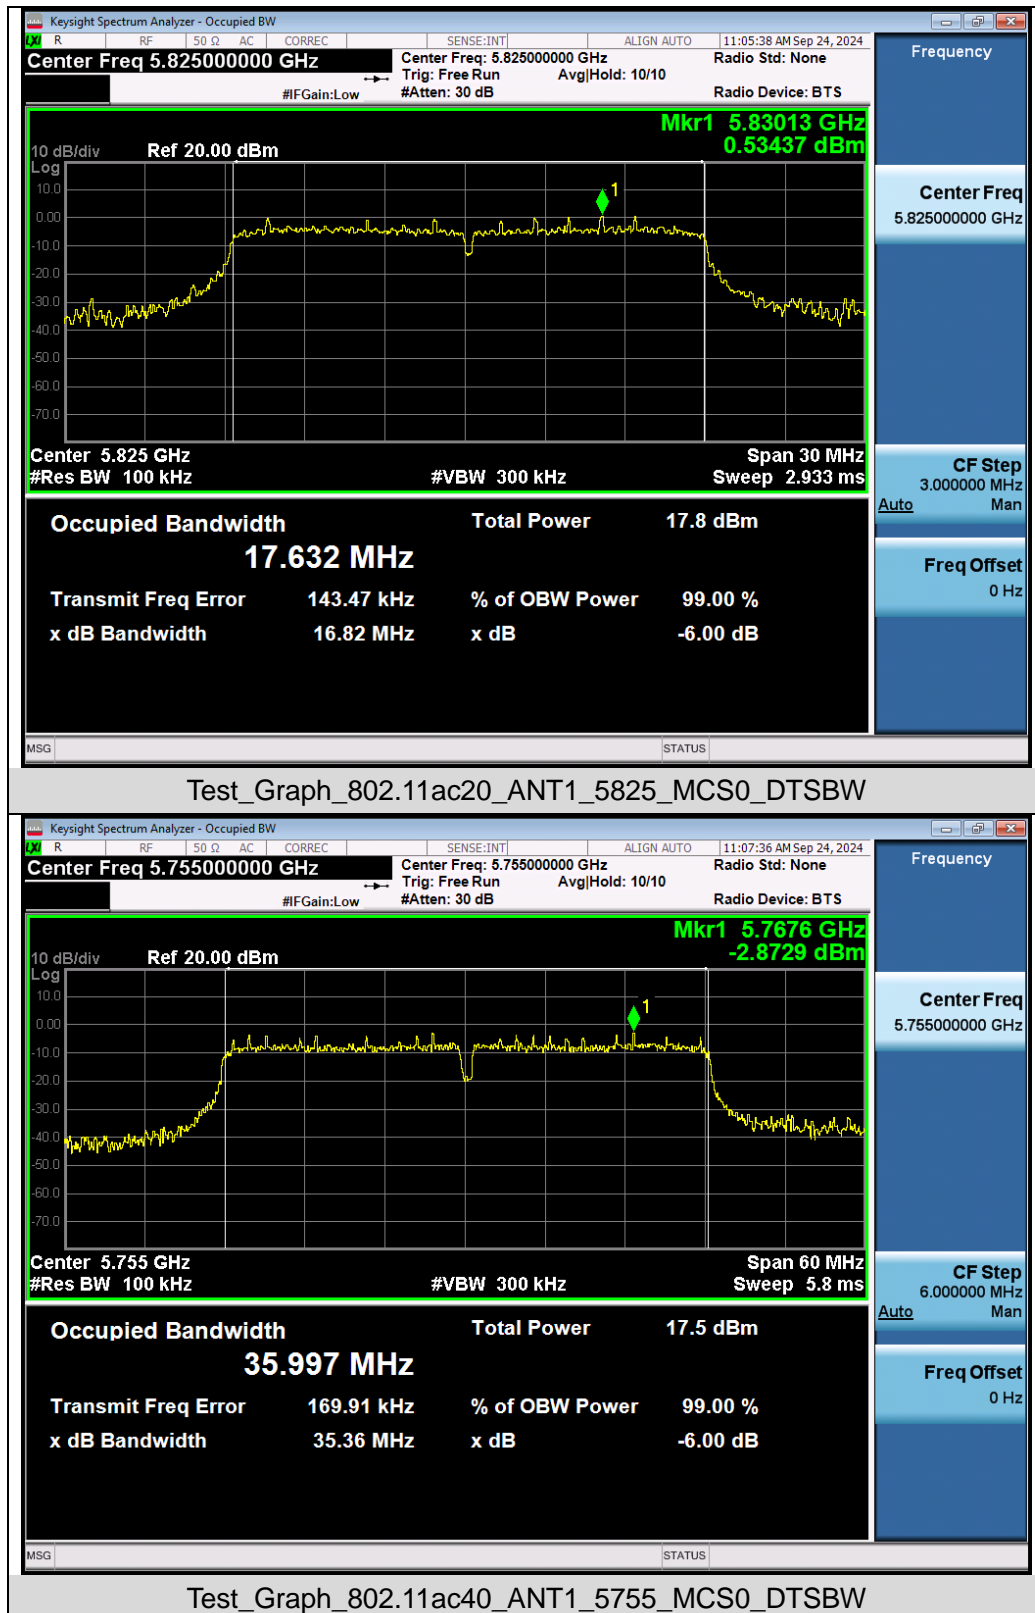 Keysight Spectrum Analyzer - Occupied BW
LXI R RF 50 Ω AC CORREC SENSE:INT ALIGN AUTO 11:05:38 AM Sep 24, 2024
Center Freq 5.825000000 GHz
Center Freq: 5.825000000 GHz
Radio Std: None
Trig: Free Run Avg|Hold: 10/10
#IFGain:Low #Atten: 30 dB Radio Device: BTS
Frequency
Mkr1 5.83013 GHz
0.53437 dBm
10 dB/div Ref 20.00 dBm
Log
10.0
0.00
-10.0
-20.0
-30.0
-40.0
-50.0
-60.0
-70.0
1
Center Freq
5.825000000 GHz
Center 5.825 GHz Span 30 MHz
#Res BW 100 kHz #VBW 300 kHz Sweep 2.933 ms
CF Step
3.000000 MHz
Auto Man
Occupied Bandwidth Total Power 17.8 dBm
17.632 MHz
Transmit Freq Error 143.47 kHz % of OBW Power 99.00 %
x dB Bandwidth 16.82 MHz x dB -6.00 dB
Freq Offset
0 Hz
MSG STATUS
Test_Graph_802.11ac20_ANT1_5825_MCS0_DTSBW
Keysight Spectrum Analyzer - Occupied BW
LXI R RF 50 Ω AC CORREC SENSE:INT ALIGN AUTO 11:07:36 AM Sep 24, 2024
Center Freq 5.755000000 GHz
Center Freq: 5.755000000 GHz
Radio Std: None
Trig: Free Run Avg|Hold: 10/10
#IFGain:Low #Atten: 30 dB Radio Device: BTS
Frequency
Mkr1 5.7676 GHz
-2.8729 dBm
10 dB/div Ref 20.00 dBm
Log
10.0
0.00
-10.0
-20.0
-30.0
-40.0
-50.0
-60.0
-70.0
1
Center Freq
5.755000000 GHz
Center 5.755 GHz Span 60 MHz
#Res BW 100 kHz #VBW 300 kHz Sweep 5.8 ms
CF Step
6.000000 MHz
Auto Man
Occupied Bandwidth Total Power 17.5 dBm
35.997 MHz
Transmit Freq Error 169.91 kHz % of OBW Power 99.00 %
x dB Bandwidth 35.36 MHz x dB -6.00 dB
Freq Offset
0 Hz
MSG STATUS
Test_Graph_802.11ac40_ANT1_5755_MCS0_DTSBW